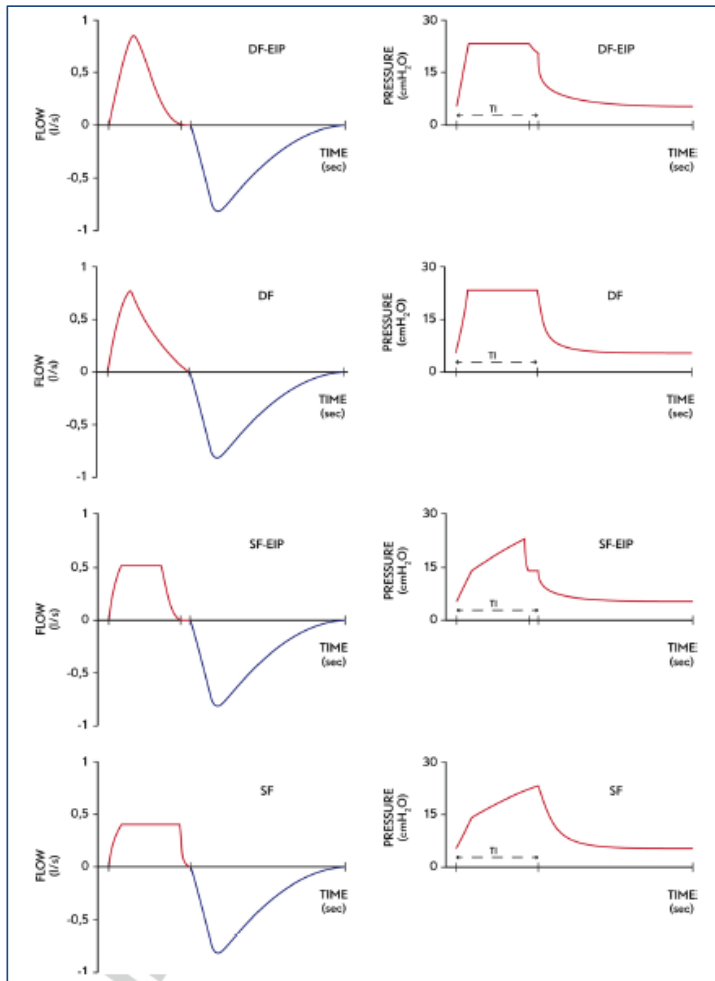 1
0,5
0
-0,5
-1
FLOW
(l/s)
DF-EIP
TIME
(sec)
30
15
0
PRESSURE
(cmH₂O)
DF-EIP
TI
TIME
(sec)
1
0,5
0
-0,5
-1
FLOW
(l/s)
DF
TIME
(sec)
30
15
0
PRESSURE
(cmH₂O)
DF
TI
TIME
(sec)
1
0,5
0
-0,5
-1
FLOW
(l/s)
SF-EIP
TIME
(sec)
30
15
0
PRESSURE
(cmH₂O)
SF-EIP
TI
TIME
(sec)
1
0,5
0
-0,5
-1
FLOW
(l/s)
SF
TIME
(sec)
30
15
0
PRESSURE
(cmH₂O)
SF
TI
TIME
(sec)